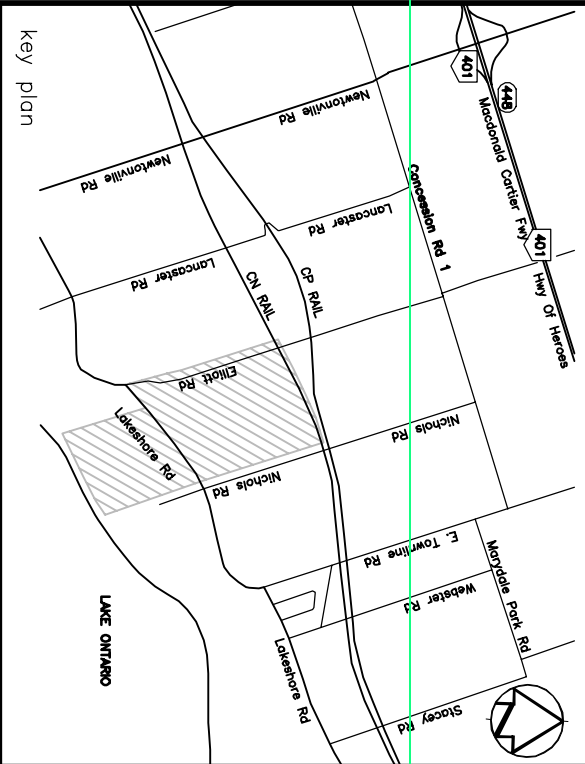 key plan
401
448
Macdonald Cartier Fwy
401
Hwy Of Heroes
Newtonville Rd
Newtonville Rd
Concession Rd 1
Lancaster Rd
Lancaster Rd
CN RAIL
CP RAIL
Elliott Rd
Lakeshore Rd
Nichols Rd
Nichols Rd
E. Townline Rd
Marydale Park Rd
Webster Rd
Lakeshore Rd
Stacey Rd
LAKE ONTARIO